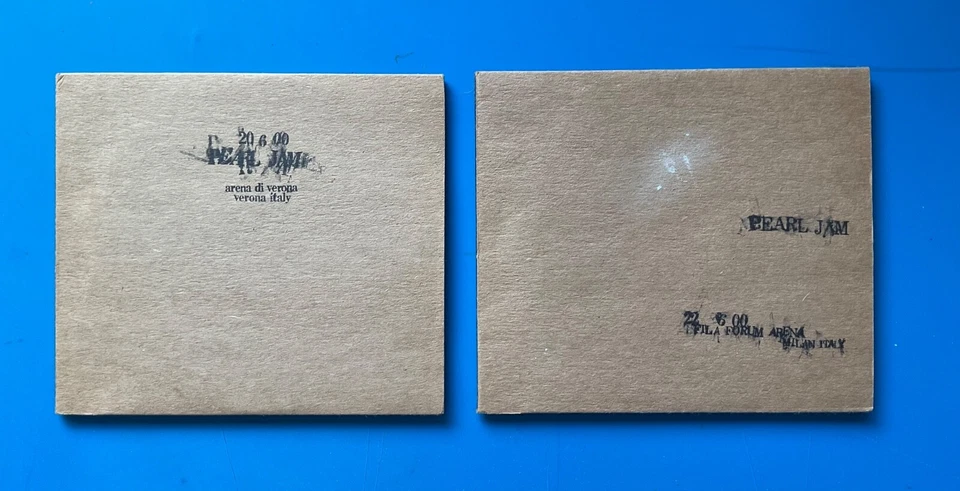 20 6 00
PEARL JAM
arena di verona
verona italy
PEARL JAM
22 6 00
FILA FORUM ARENA
MILAN ITALY